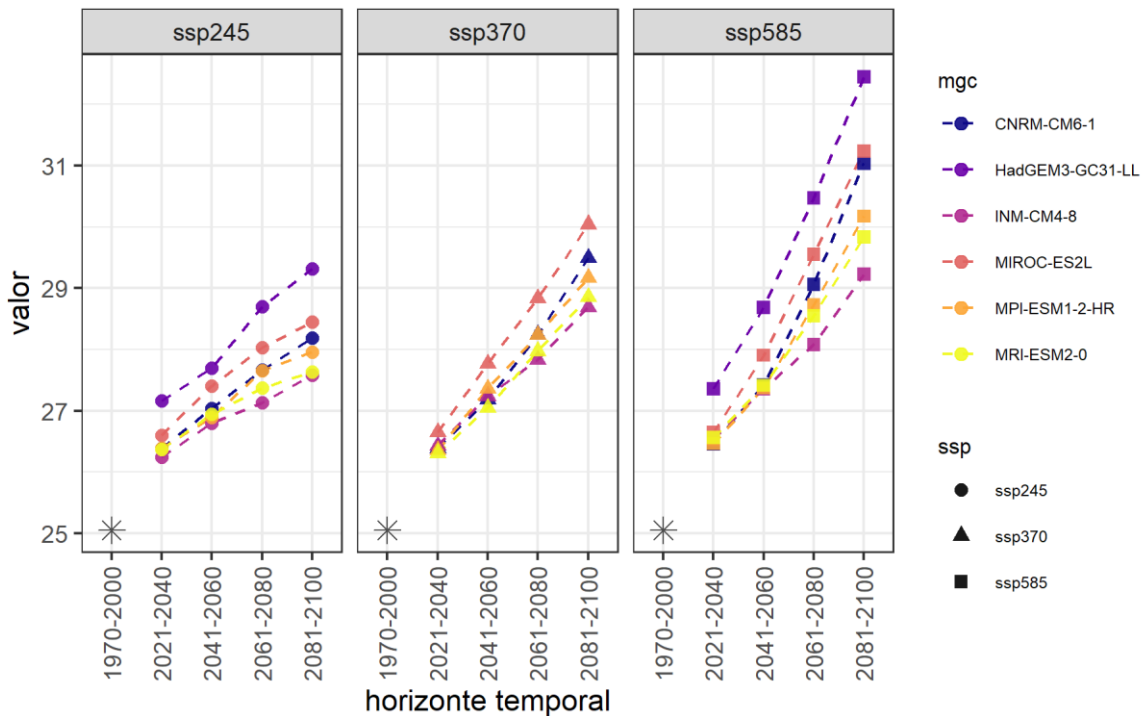 ssp245
ssp370
ssp585
valor
31
29
27
25
1970-2000
2021-2040
2041-2060
2061-2080
2081-2100
1970-2000
2021-2040
2041-2060
2061-2080
2081-2100
1970-2000
2021-2040
2041-2060
2061-2080
2081-2100
horizonte temporal
mgc
CNRM-CM6-1
HadGEM3-GC31-LL
INM-CM4-8
MIROC-ES2L
MPI-ESM1-2-HR
MRI-ESM2-0
ssp
ssp245
ssp370
ssp585